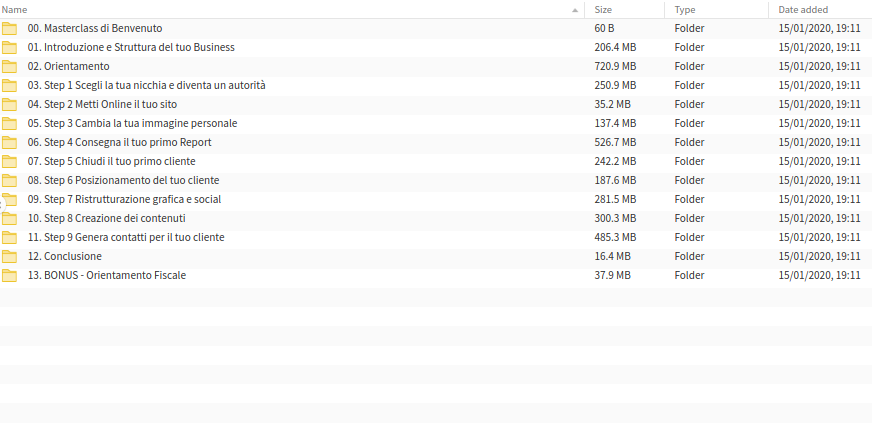 Name Size Type Date added
00. Masterclass di Benvenuto 60 B Folder 15/01/2020, 19:11
01. Introduzione e Struttura del tuo Business 206.4 MB Folder 15/01/2020, 19:11
02. Orientamento 720.9 MB Folder 15/01/2020, 19:11
03. Step 1 Scegli la tua nicchia e diventa un autorità 250.9 MB Folder 15/01/2020, 19:11
04. Step 2 Metti Online il tuo sito 35.2 MB Folder 15/01/2020, 19:11
05. Step 3 Cambia la tua immagine personale 137.4 MB Folder 15/01/2020, 19:11
06. Step 4 Consegna il tuo primo Report 526.7 MB Folder 15/01/2020, 19:11
07. Step 5 Chiudi il tuo primo cliente 242.2 MB Folder 15/01/2020, 19:11
08. Step 6 Posizionamento del tuo cliente 187.6 MB Folder 15/01/2020, 19:11
09. Step 7 Ristrutturazione grafica e social 281.5 MB Folder 15/01/2020, 19:11
10. Step 8 Creazione dei contenuti 300.3 MB Folder 15/01/2020, 19:11
11. Step 9 Genera contatti per il tuo cliente 485.3 MB Folder 15/01/2020, 19:11
12. Conclusione 16.4 MB Folder 15/01/2020, 19:11
13. BONUS - Orientamento Fiscale 37.9 MB Folder 15/01/2020, 19:11